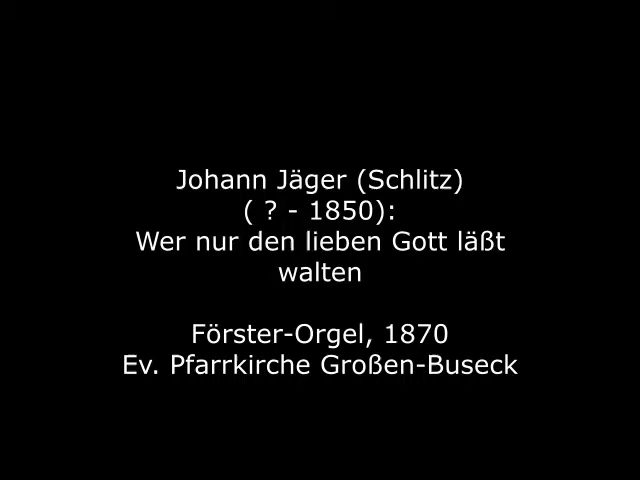 Johann Jäger (Schlitz)
( ? - 1850):
Wer nur den lieben Gott läßt
walten
Förster-Orgel, 1870
Ev. Pfarrkirche Großen-Buseck